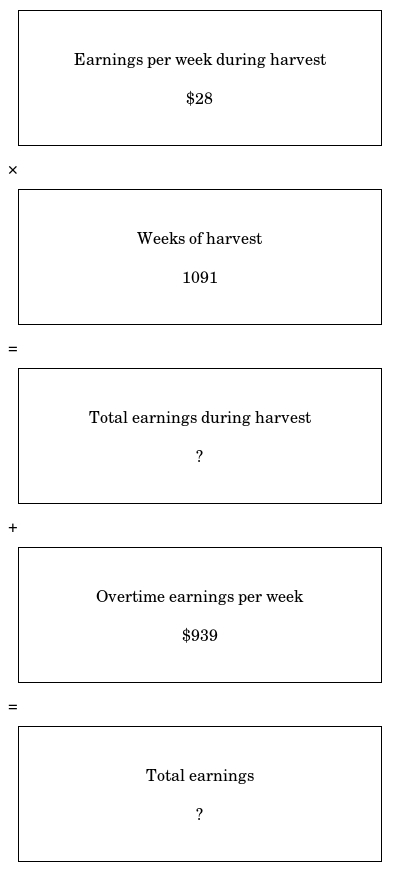 Earnings per week during harvest
$28
×
Weeks of harvest
1091
=
Total earnings during harvest
?
+
Overtime earnings per week
$939
=
Total earnings
?